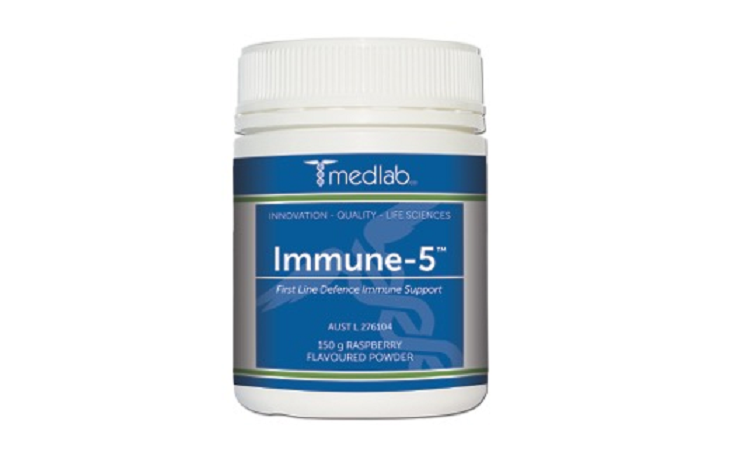 medlab
INNOVATION - QUALITY - LIFE SCIENCES
Immune-5™
First Line Defence Immune Support
AUST L 276104
150 g RASPBERRY
FLAVOURED POWDER